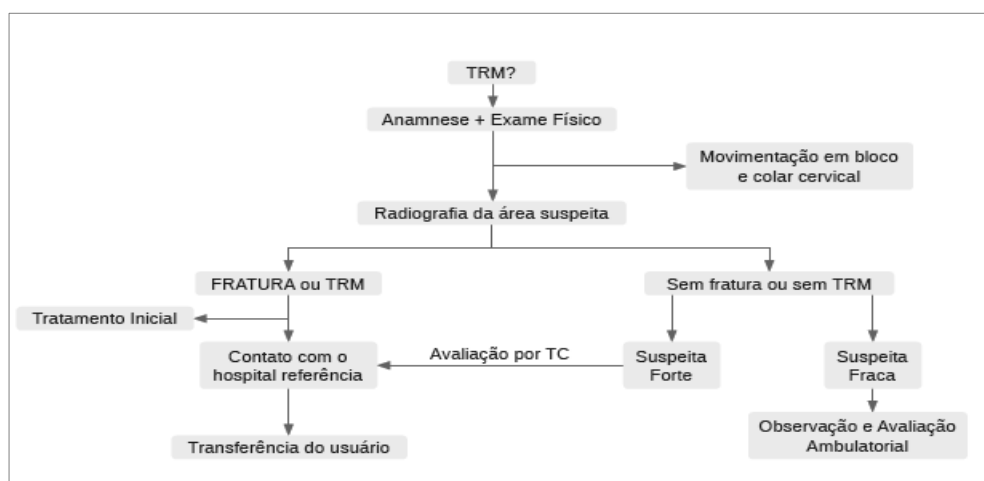 TRM?
Anamnese + Exame Físico
Movimentação em bloco
e colar cervical
Radiografia da área suspeita
FRATURA ou TRM
Sem fratura ou sem TRM
Tratamento Inicial
Contato com o
hospital referência
Avaliação por TC
Suspeita
Forte
Suspeita
Fraca
Transferência do usuário
Observação e Avaliação
Ambulatorial